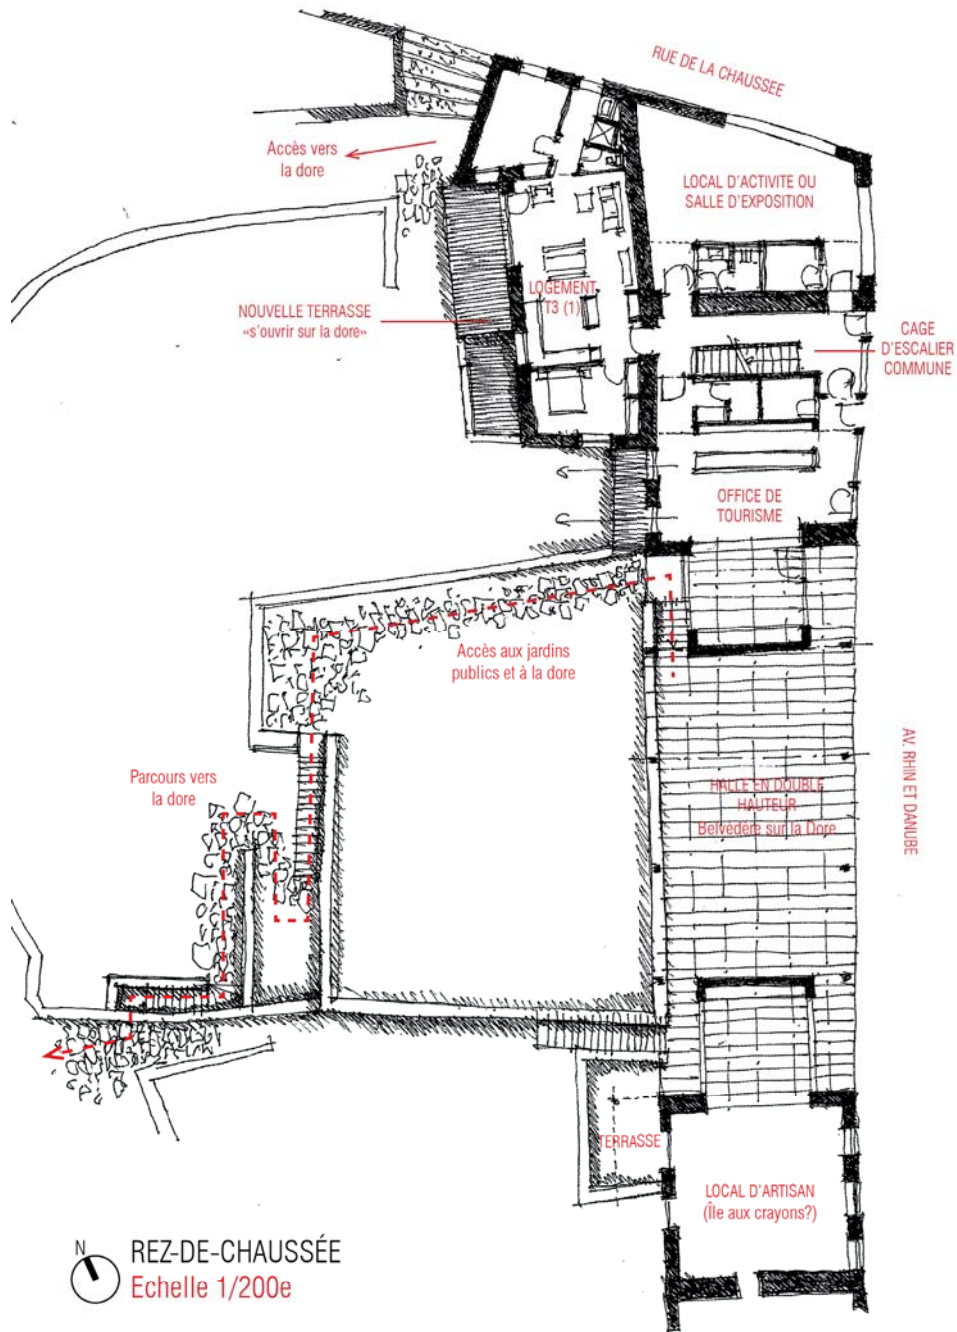 RUE DE LA CHAUSSEE
Accès vers
la dore
LOCAL D'ACTIVITE OU
SALLE D'EXPOSITION
LOGEMENT
T3 (1)
NOUVELLE TERRASSE
«s'ouvrir sur la dore»
CAGE
D'ESCALIER
COMMUNE
OFFICE DE
TOURISME
Accès aux jardins
publics et à la dore
Parcours vers
la dore
HALLE EN DOUBLE
HAUTEUR
Belvédère sur la Dore
AV. RHIN ET DANUBE
TERRASSE
LOCAL D'ARTISAN
(Île aux crayons?)
N
REZ-DE-CHAUSSÉE
Echelle 1/200e